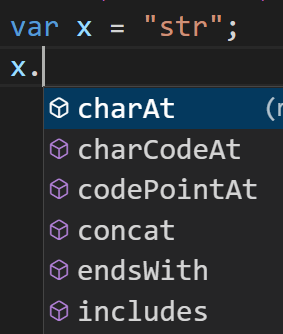 var x = "str";
x.
charAt
charCodeAt
codePointAt
concat
endsWith
includes